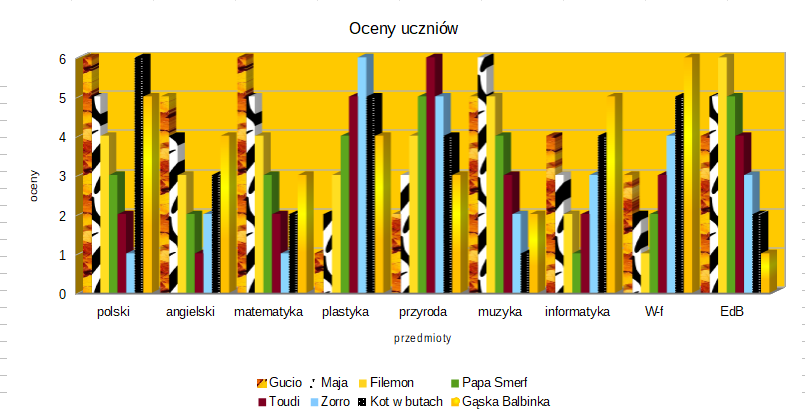 Oceny uczniów
6
5
4
3
2
1
0
oceny
polski angielski matematyka plastyka przyroda muzyka informatyka W-f EdB
przedmioty
Gucio Maja Filemon Papa Smerf
Toudi Zorro Kot w butach Gąska Balbinka